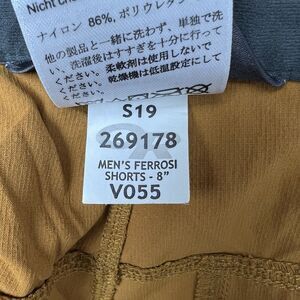 Nicht che
ナイロン 86%, ポリウレタ
他の製品と一緒に洗わず、単独で洗
い、洗濯後はすすぎを十分に行って
ください。柔軟剤は使用しないで
ください。乾燥機は低温設定にして
S19
269178
MEN'S FERROSI
SHORTS - 8"
V055